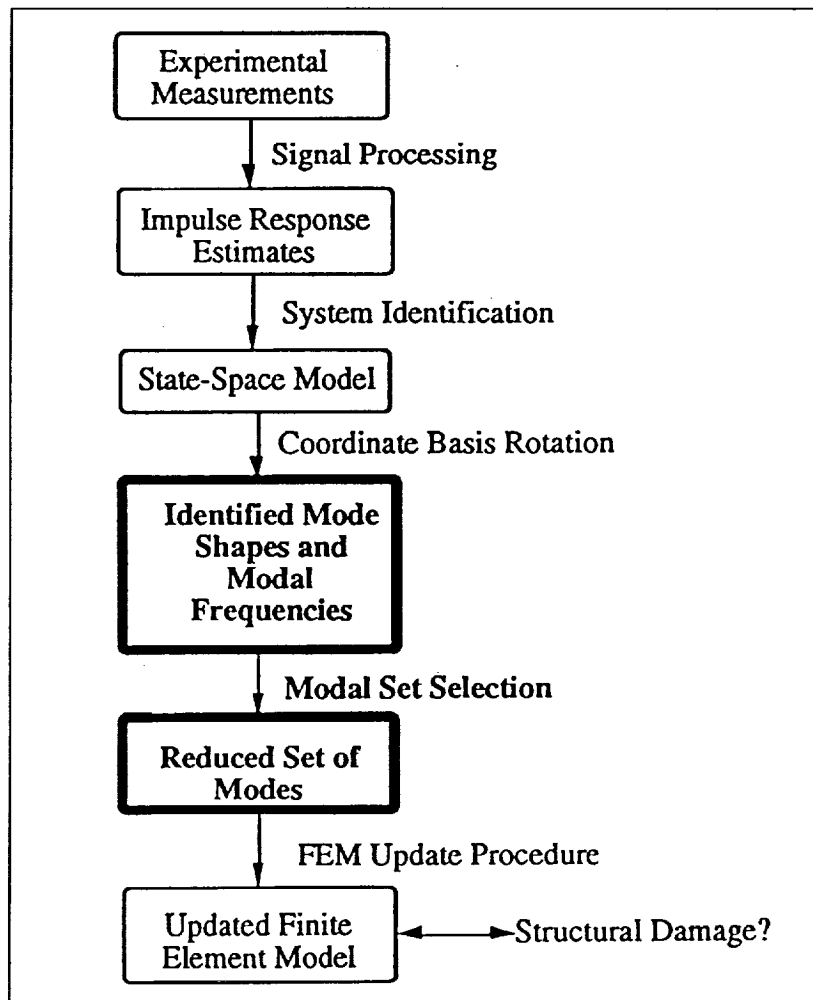 Experimental
Measurements
Signal Processing
Impulse Response
Estimates
System Identification
State-Space Model
Coordinate Basis Rotation
Identified Mode
Shapes and
Modal
Frequencies
Modal Set Selection
Reduced Set of
Modes
FEM Update Procedure
Updated Finite
Element Model
Structural Damage?